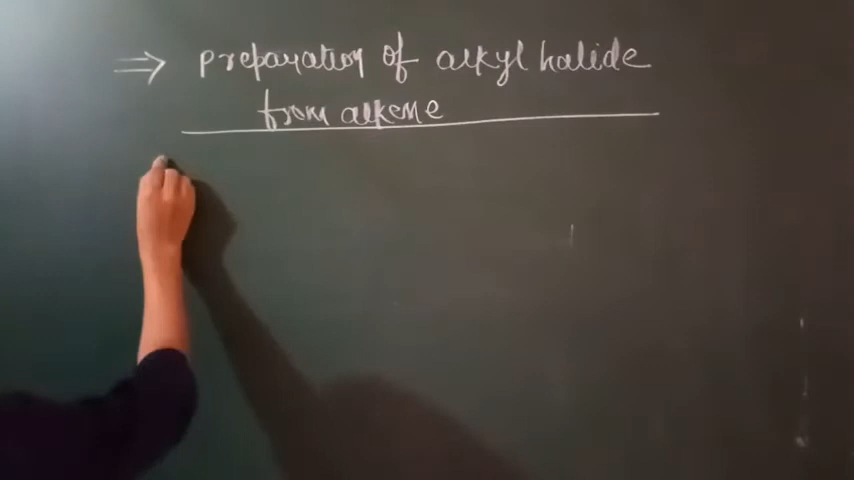 ⇒ preparation of alkyl halide
from alkene